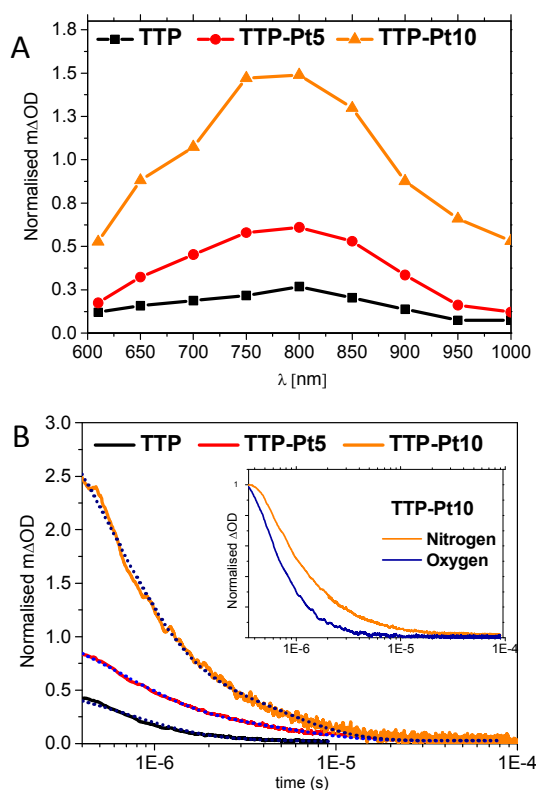 A
TTP TTP-Pt5 TTP-Pt10
Normalised m∆OD
1.8
1.5
1.3
1.0
0.8
0.5
0.3
0.0
600 650 700 750 800 850 900 950 1000
λ [nm]
B
TTP TTP-Pt5 TTP-Pt10
Normalised m∆OD
3.0
2.5
2.0
1.5
1.0
0.5
0.0
1
Normalised ∆OD
TTP-Pt10
Nitrogen
Oxygen
1E-6 1E-5 1E-4
1E-6 1E-5 1E-4
time (s)